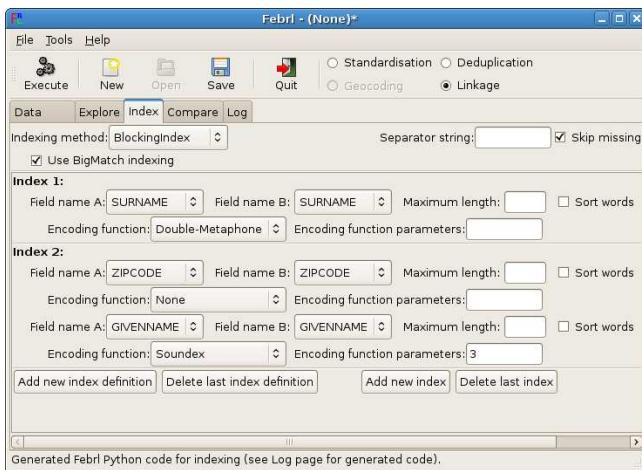 Febrl - (None)*
File Tools Help
Execute New Open Save Quit
Standardisation Deduplication
Geocoding Linkage
Data Explore Index Compare Log
Indexing method: BlockingIndex Separator string: Skip missing
Use BigMatch indexing
Index 1:
Field name A: SURNAME Field name B: SURNAME Maximum length: Sort words
Encoding function: Double-Metaphone Encoding function parameters:
Index 2:
Field name A: ZIPCODE Field name B: ZIPCODE Maximum length: Sort words
Encoding function: None Encoding function parameters:
Field name A: GIVENNAME Field name B: GIVENNAME Maximum length: Sort words
Encoding function: Soundex Encoding function parameters: 3
Add new index definition Delete last index definition Add new index Delete last index
Generated Febrl Python code for indexing (see Log page for generated code).